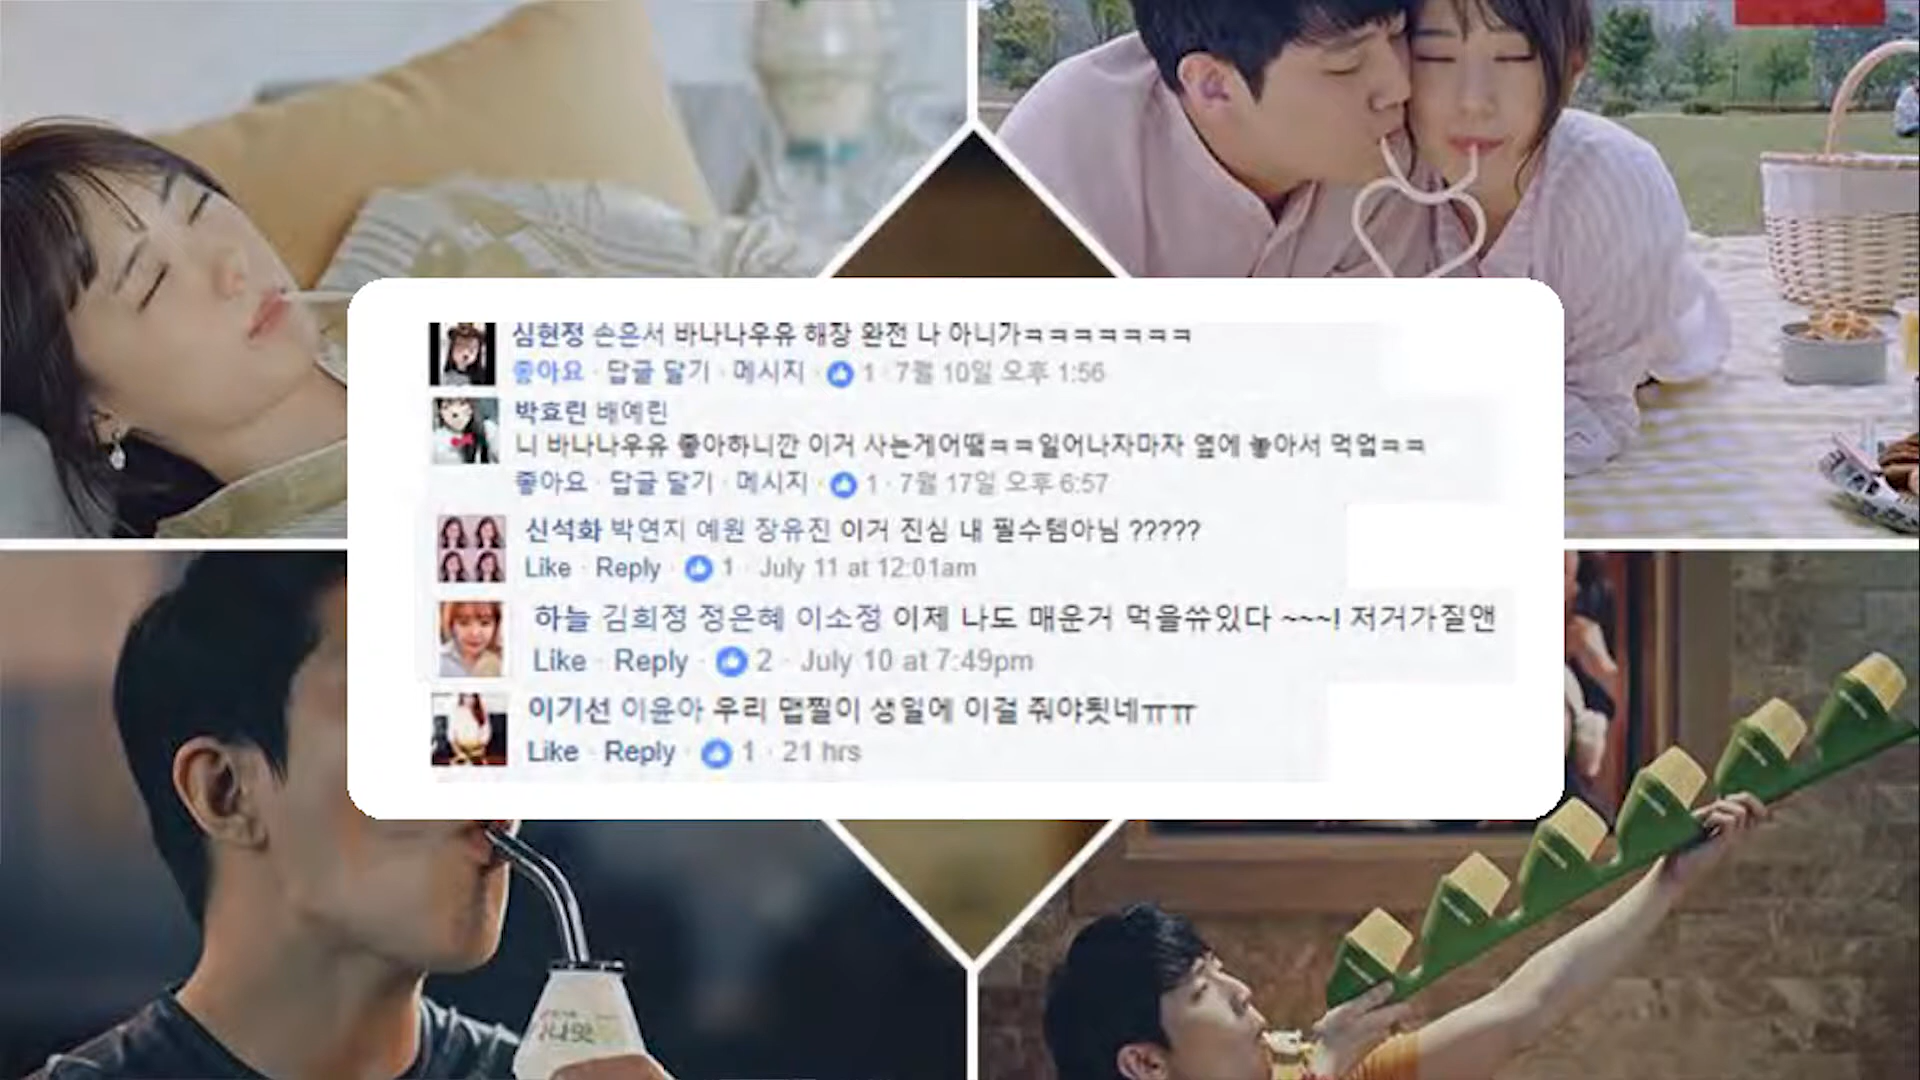 심현정 손은서 바나나우유 해장 완전 나 아니가ㅋㅋㅋㅋㅋㅋㅋ
좋아요 · 답글 달기 · 메시지 · 1 · 7월 10일 오후 1:56
박효린 배예린
니 바나나우유 좋아하니깐 이거 사는게어떰ㅋㅋ일어나자마자 옆에 놓아서 먹업ㅋㅋ
좋아요 · 답글 달기 · 메시지 · 1 · 7월 17일 오후 6:57
신석화 박연지 예원 장유진 이거 진심 내 필수템아님 ?????
Like · Reply · 1 · July 11 at 12:01am
하늘 김희정 정은혜 이소정 이제 나도 매운거 먹을쓔있다 ~~~! 저거가질앤
Like · Reply · 2 · July 10 at 7:49pm
이기선 이윤아 우리 맵찔이 생일에 이걸 줘야됫네ㅠㅠ
Like · Reply · 1 · 21 hrs